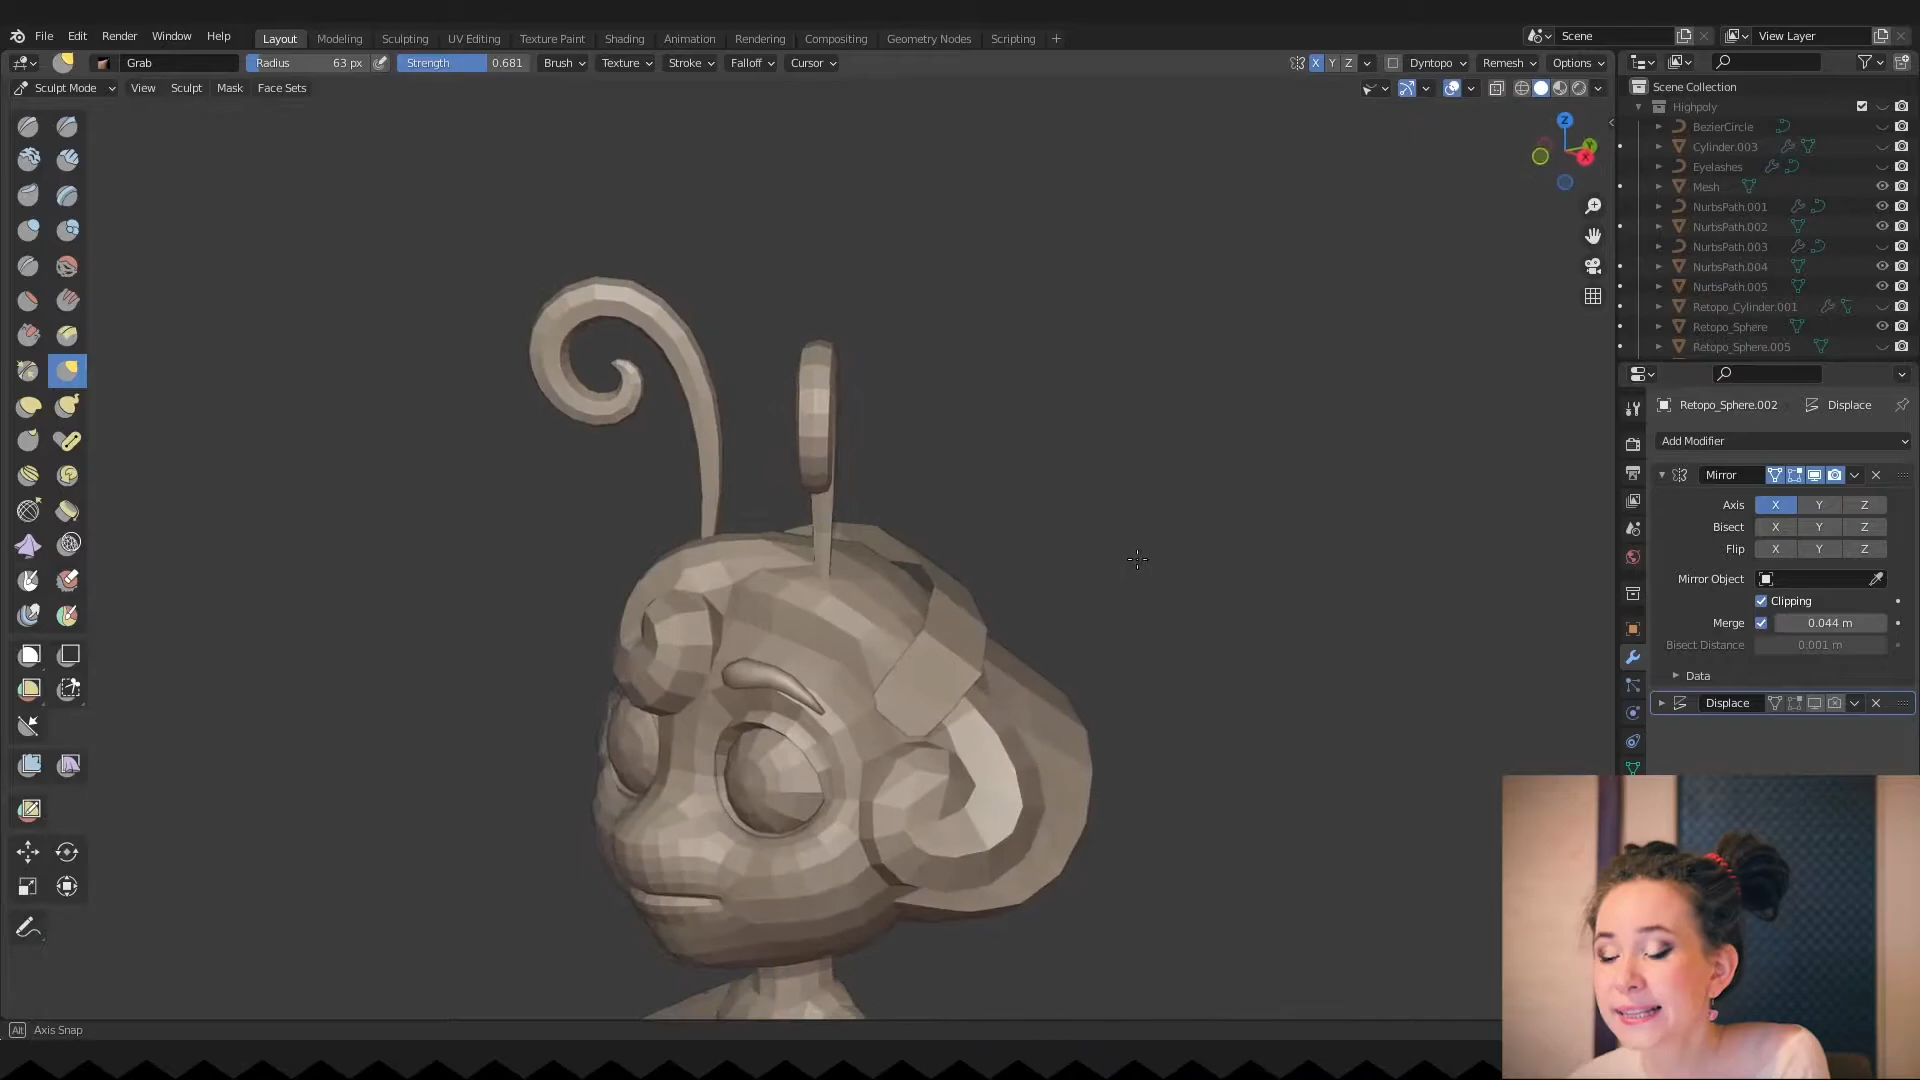 File Edit Render Window Help Layout Modeling Sculpting UV Editing Texture Paint Shading Animation Rendering Compositing Geometry Nodes Scripting + Scene View Layer
Grab Radius 63 px Strength 0.681 Brush Texture Stroke Falloff Cursor X Y Z Dyntopo Remesh Options
Sculpt Mode View Sculpt Mask Face Sets
Scene Collection
Highpoly
BezierCircle
Cylinder.003
Eyelashes
Mesh
NurbsPath.001
NurbsPath.002
NurbsPath.003
NurbsPath.004
NurbsPath.005
Retopo_Cylinder.001
Retopo_Sphere
Retopo_Sphere.005
Z
Y
X
Retopo_Sphere.002 Displace
Add Modifier
Mirror
Axis X Y Z
Bisect X Y Z
Flip X Y Z
Mirror Object
Clipping
Merge 0.044 m
Bisect Distance 0.001 m
Data
Displace
Alt Axis Snap